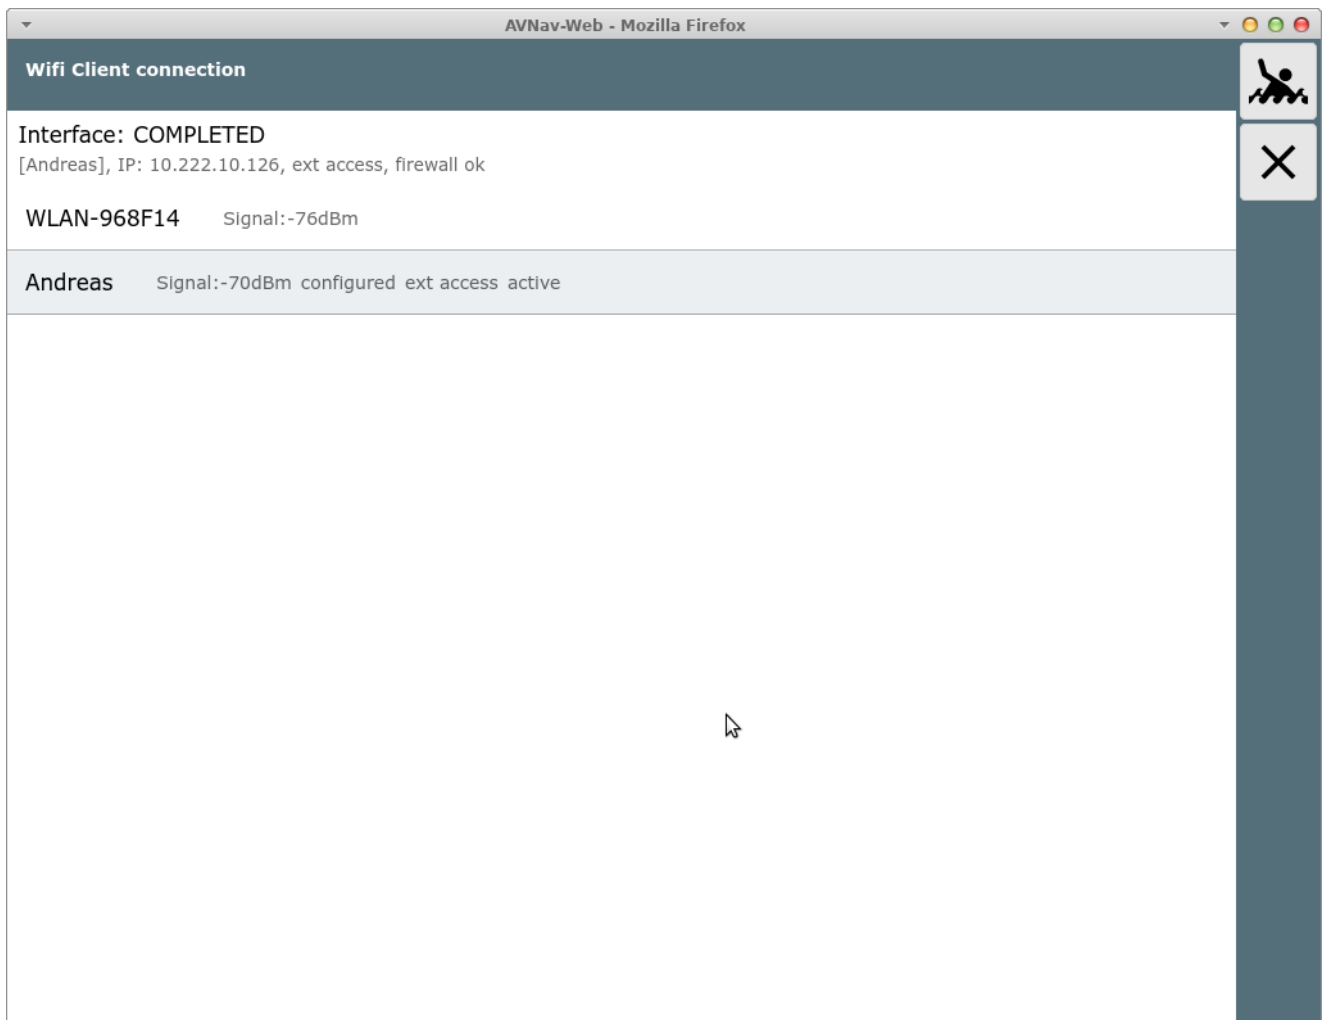 AVNav-Web - Mozilla Firefox
Wifi Client connection
Interface: COMPLETED
[Andreas], IP: 10.222.10.126, ext access, firewall ok
WLAN-968F14 Signal:-76dBm
Andreas Signal:-70dBm configured ext access active